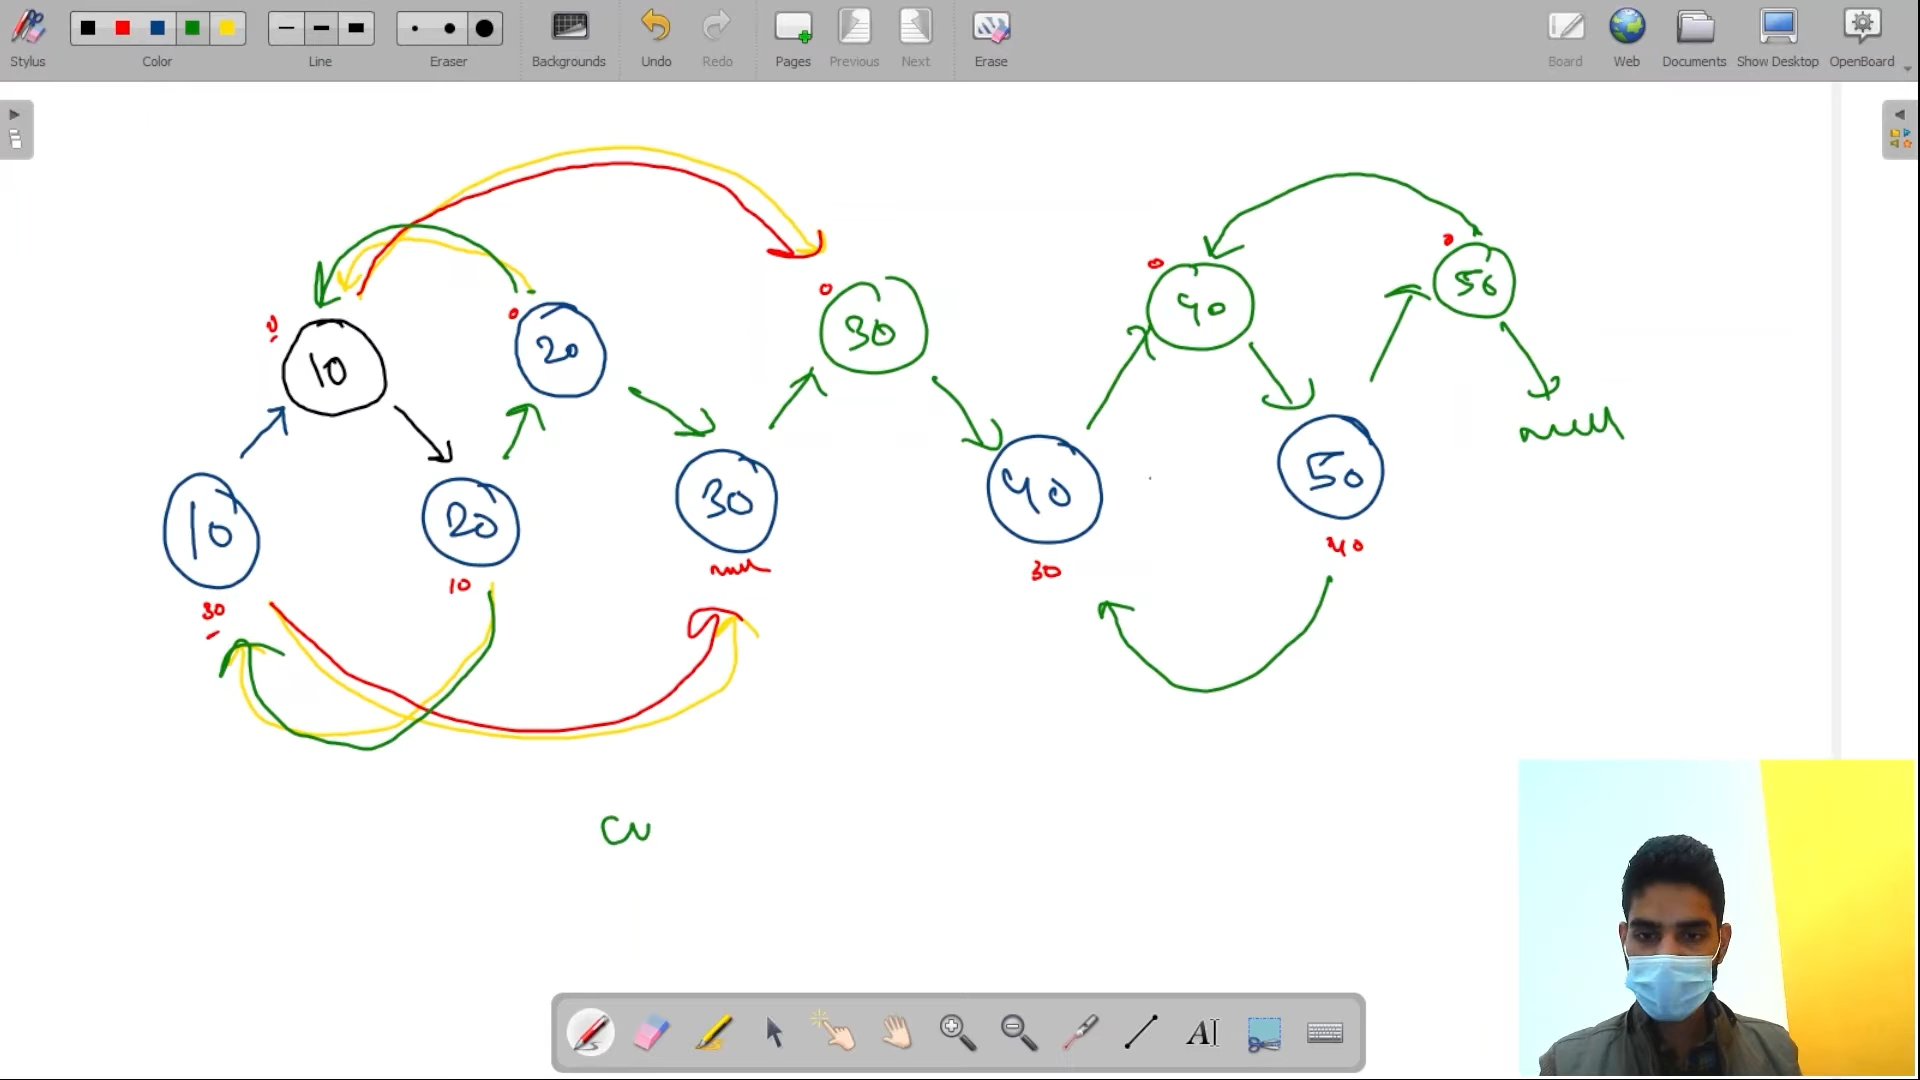 Stylus
Color
Line
Eraser
Backgrounds
Undo
Redo
Pages
Previous
Next
Erase
Board
Web
Documents
Show Desktop
OpenBoard
0
10
0
20
0
30
0
40
0
50
null
10
30
20
10
30
null
40
30
50
40
cu